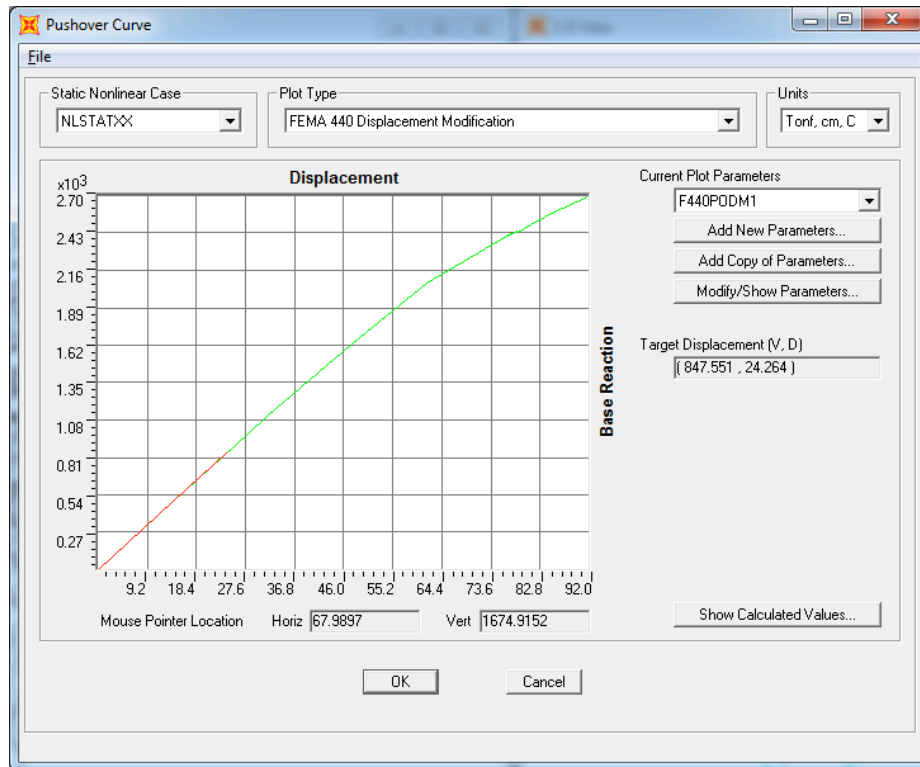 Pushover Curve
File
Static Nonlinear Case
NLSTATXX
Plot Type
FEMA 440 Displacement Modification
Units
Tonf, cm, C
Displacement
x10³
2.70
2.43
2.16
1.89
1.62
1.35
1.08
0.81
0.54
0.27
9.2 18.4 27.6 36.8 46.0 55.2 64.4 73.6 82.8 92.0
Base Reaction
Mouse Pointer Location Horiz 67.9897 Vert 1674.9152
Current Plot Parameters
F440PODM1
Add New Parameters...
Add Copy of Parameters...
Modify/Show Parameters...
Target Displacement (V, D)
( 847.551 , 24.264 )
Show Calculated Values...
OK Cancel